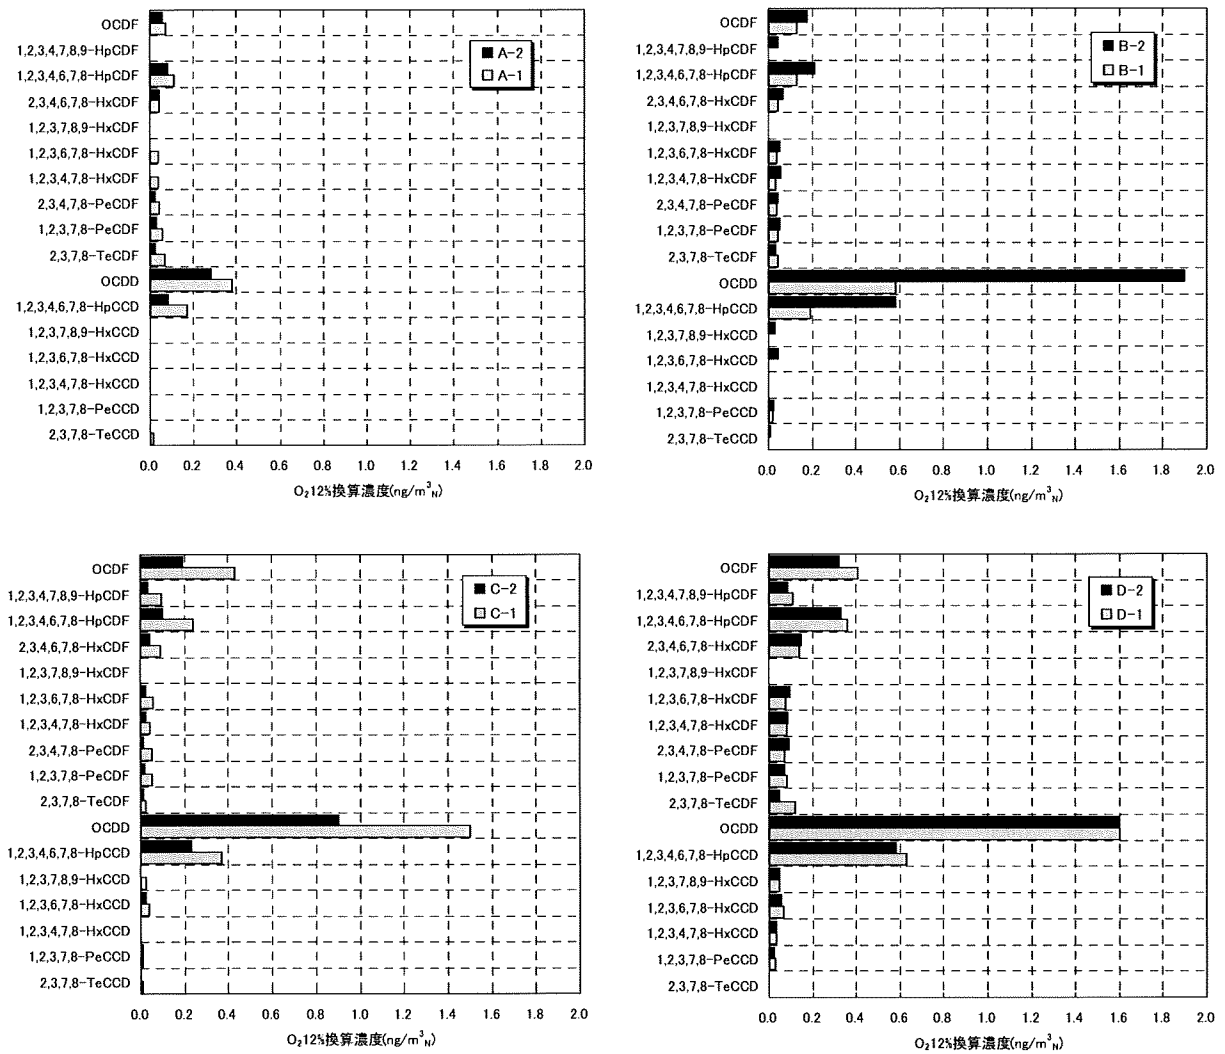 OCDF
1,2,3,4,7,8,9-HpCDF
1,2,3,4,6,7,8-HpCDF
2,3,4,6,7,8-HxCDF
1,2,3,7,8,9-HxCDF
1,2,3,6,7,8-HxCDF
1,2,3,4,7,8-HxCDF
2,3,4,7,8-PeCDF
1,2,3,7,8-PeCDF
2,3,7,8-TeCDF
OCDD
1,2,3,4,6,7,8-HpCCD
1,2,3,7,8,9-HxCCD
1,2,3,6,7,8-HxCCD
1,2,3,4,7,8-HxCCD
1,2,3,7,8-PeCCD
2,3,7,8-TeCCD
A-2
A-1
0.0 0.2 0.4 0.6 0.8 1.0 1.2 1.4 1.6 1.8 2.0
O₂12%換算濃度(ng/m³N)
OCDF
1,2,3,4,7,8,9-HpCDF
1,2,3,4,6,7,8-HpCDF
2,3,4,6,7,8-HxCDF
1,2,3,7,8,9-HxCDF
1,2,3,6,7,8-HxCDF
1,2,3,4,7,8-HxCDF
2,3,4,7,8-PeCDF
1,2,3,7,8-PeCDF
2,3,7,8-TeCDF
OCDD
1,2,3,4,6,7,8-HpCCD
1,2,3,7,8,9-HxCCD
1,2,3,6,7,8-HxCCD
1,2,3,4,7,8-HxCCD
1,2,3,7,8-PeCCD
2,3,7,8-TeCCD
B-2
B-1
0.0 0.2 0.4 0.6 0.8 1.0 1.2 1.4 1.6 1.8 2.0
O₂12%換算濃度(ng/m³N)
OCDF
1,2,3,4,7,8,9-HpCDF
1,2,3,4,6,7,8-HpCDF
2,3,4,6,7,8-HxCDF
1,2,3,7,8,9-HxCDF
1,2,3,6,7,8-HxCDF
1,2,3,4,7,8-HxCDF
2,3,4,7,8-PeCDF
1,2,3,7,8-PeCDF
2,3,7,8-TeCDF
OCDD
1,2,3,4,6,7,8-HpCCD
1,2,3,7,8,9-HxCCD
1,2,3,6,7,8-HxCCD
1,2,3,4,7,8-HxCCD
1,2,3,7,8-PeCCD
2,3,7,8-TeCCD
C-2
C-1
0.0 0.2 0.4 0.6 0.8 1.0 1.2 1.4 1.6 1.8 2.0
O₂12%換算濃度(ng/m³N)
OCDF
1,2,3,4,7,8,9-HpCDF
1,2,3,4,6,7,8-HpCDF
2,3,4,6,7,8-HxCDF
1,2,3,7,8,9-HxCDF
1,2,3,6,7,8-HxCDF
1,2,3,4,7,8-HxCDF
2,3,4,7,8-PeCDF
1,2,3,7,8-PeCDF
2,3,7,8-TeCDF
OCDD
1,2,3,4,6,7,8-HpCCD
1,2,3,7,8,9-HxCCD
1,2,3,6,7,8-HxCCD
1,2,3,4,7,8-HxCCD
1,2,3,7,8-PeCCD
2,3,7,8-TeCCD
D-2
D-1
0.0 0.2 0.4 0.6 0.8 1.0 1.2 1.4 1.6 1.8 2.0
O₂12%換算濃度(ng/m³N)